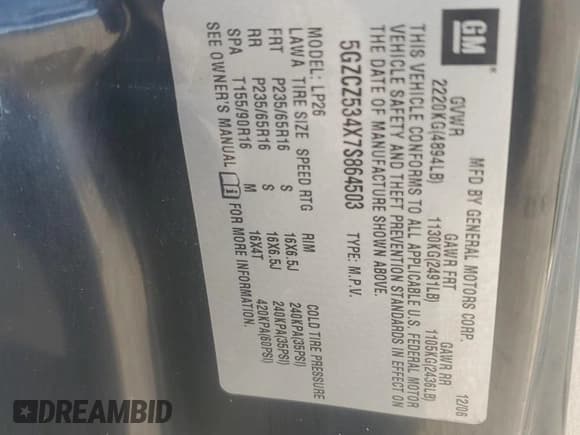 GM
®
MFD BY GENERAL MOTORS CORP. 12/06
GVWR GAWR FRT GAWR RR
2220KG(4894LB) 1130KG(2491LB) 1105KG(2436LB)
THIS VEHICLE CONFORMS TO ALL APPLICABLE U.S. FEDERAL MOTOR
VEHICLE SAFETY AND THEFT PREVENTION STANDARDS IN EFFECT ON
THE DATE OF MANUFACTURE SHOWN ABOVE.
5GZCZ534X7S864503 TYPE: M.P.V.
MODEL: LP26
LAWA TIRE SIZE SPEED RTG RIM COLD TIRE PRESSURE
FRT P235/65R16 S 16X6.5J 240KPA(35PSI)
RR P235/65R16 S 16X6.5J 240KPA(35PSI)
SPA T155/90R16 M 16X4T 420KPA(60PSI)
SEE OWNER'S MANUAL FOR MORE INFORMATION.
DREAMBID